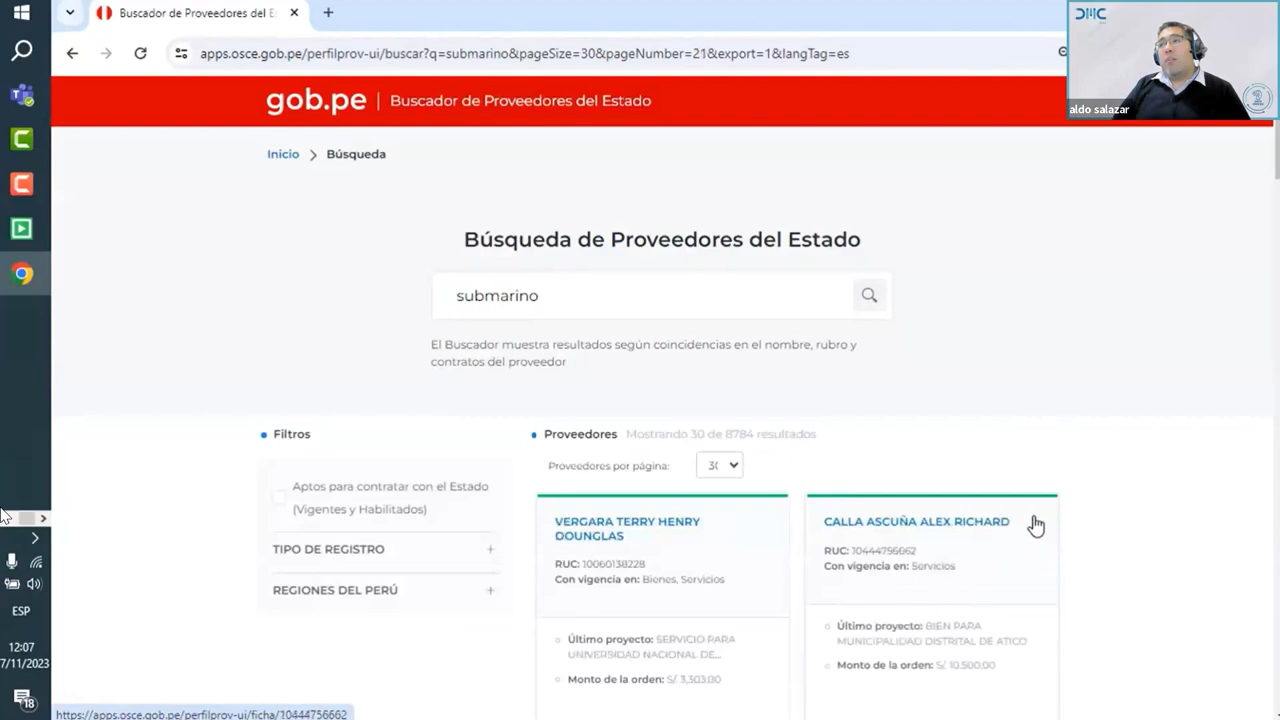 Buscador de Proveedores del E
apps.osce.gob.pe/perfilprov-ui/buscar?q=submarino&pageSize=30&pageNumber=21&export=1&langTag=es
DMC
aldo salazar
gob.pe | Buscador de Proveedores del Estado
Inicio > Búsqueda
Búsqueda de Proveedores del Estado
submarino
El Buscador muestra resultados según coincidencias en el nombre, rubro y
contratos del proveedor
Filtros
Proveedores Mostrando 30 de 8784 resultados
Proveedores por página: 30
Aptos para contratar con el Estado
(Vigentes y Habilitados)
TIPO DE REGISTRO +
REGIONES DEL PERÚ +
VERGARA TERRY HENRY
DOUNGLAS
RUC: 10060138228
Con vigencia en: Bienes, Servicios
Último proyecto: SERVICIO PARA
UNIVERSIDAD NACIONAL DE...
Monto de la orden: S/. 3,303.00
CALLA ASCUÑA ALEX RICHARD
RUC: 10444756662
Con vigencia en: Servicios
Último proyecto: BIEN PARA
MUNICIPALIDAD DISTRITAL DE ATICO
Monto de la orden: S/. 10,500.00
ESP
12:07
7/11/2023
18
https://apps.osce.gob.pe/perfilprov-ui/ficha/10444756662